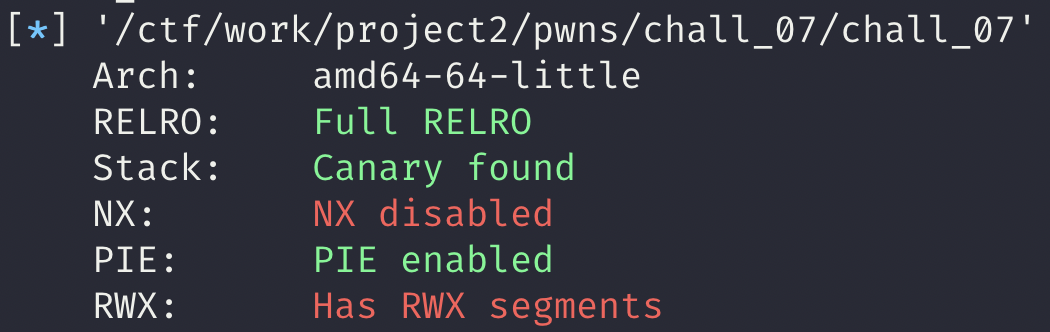 [*] '/ctf/work/project2/pwns/chall_07/chall_07'
Arch: amd64-64-little
RELRO: Full RELRO
Stack: Canary found
NX: NX disabled
PIE: PIE enabled
RWX: Has RWX segments